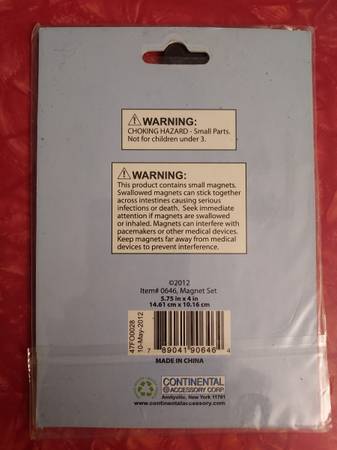 ⚠ WARNING:
CHOKING HAZARD - Small Parts.
Not for children under 3.
⚠ WARNING:
This product contains small magnets.
Swallowed magnets can stick together
across intestines causing serious
infections or death. Seek immediate
attention if magnets are swallowed
or inhaled. Magnets can interfere with
pacemakers or other medical devices.
Keep magnets far away from medical
devices to prevent interference.
©2012
Item# 0646, Magnet Set
5.75 in x 4 in
14.61 cm x 10.16 cm
47FO0028
10-May-2012
7 89041 90646 4
MADE IN CHINA
CONTINENTAL
ACCESSORY CORP.
Amityville, New York 11701
www.continentalaccessory.com